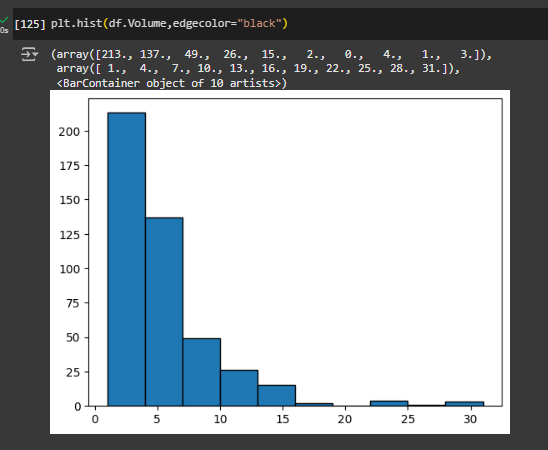 [125] plt.hist(df.Volume,edgecolor="black")
0s
(array([213., 137., 49., 26., 15., 2., 0., 4., 1., 3.]),
array([ 1., 4., 7., 10., 13., 16., 19., 22., 25., 28., 31.]),
<BarContainer object of 10 artists>)
200
175
150
125
100
75
50
25
0
0 5 10 15 20 25 30